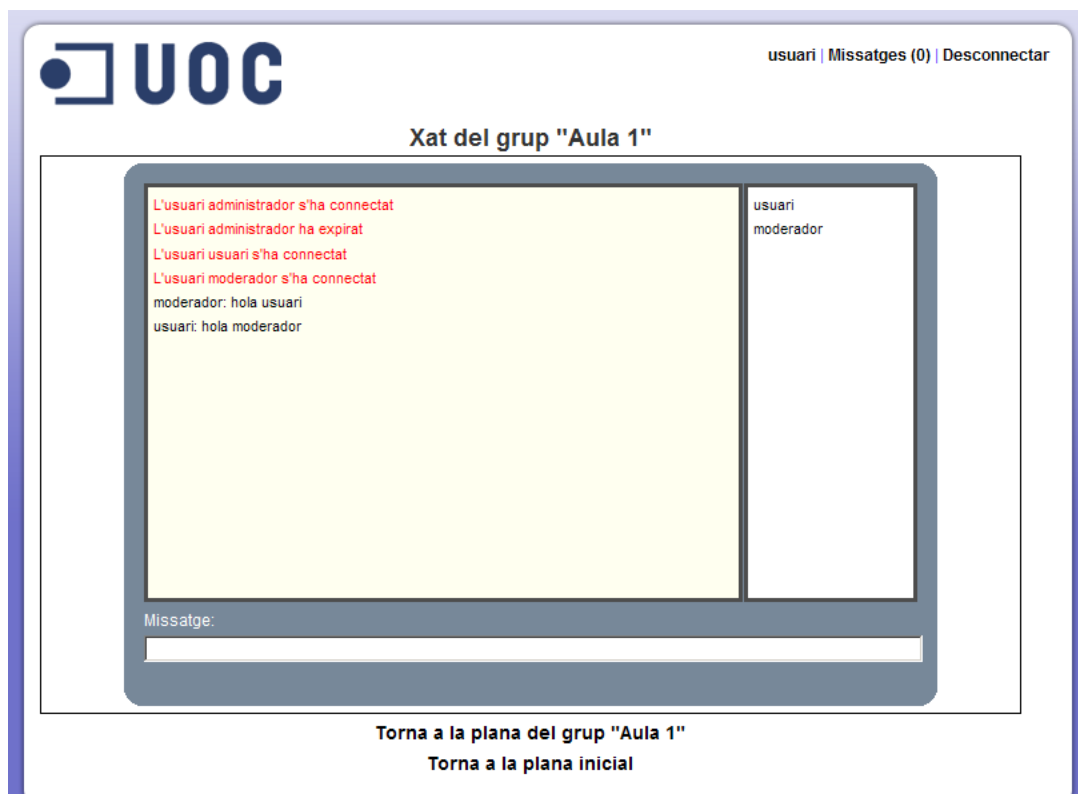 UOC
usuari | Missatges (0) | Desconnectar
Xat del grup "Aula 1"
L'usuari administrador s'ha connectat
L'usuari administrador ha expirat
L'usuari usuari s'ha connectat
L'usuari moderador s'ha connectat
moderador: hola usuari
usuari: hola moderador
usuari
moderador
Missatge:
Torna a la plana del grup "Aula 1"
Torna a la plana inicial